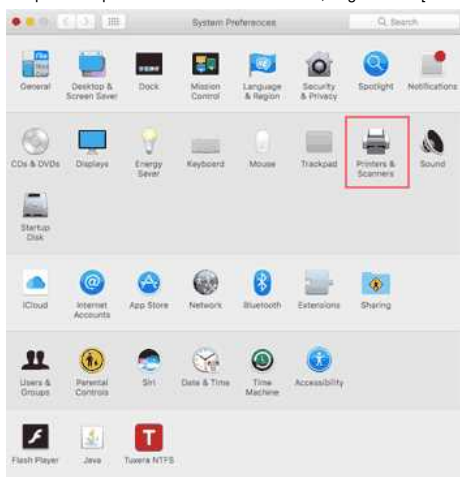 System Preferences
Search
General
Desktop &
Screen Saver
Dock
Mission
Control
Language
& Region
Security
& Privacy
Spotlight
Notifications
CDs & DVDs
Displays
Energy
Saver
Keyboard
Mouse
Trackpad
Printers &
Scanners
Sound
Startup
Disk
iCloud
Internet
Accounts
App Store
Network
Bluetooth
Extensions
Sharing
Users &
Groups
Parental
Controls
Siri
Date & Time
Time
Machine
Accessibility
Flash Player
Java
Tuxera NTFS